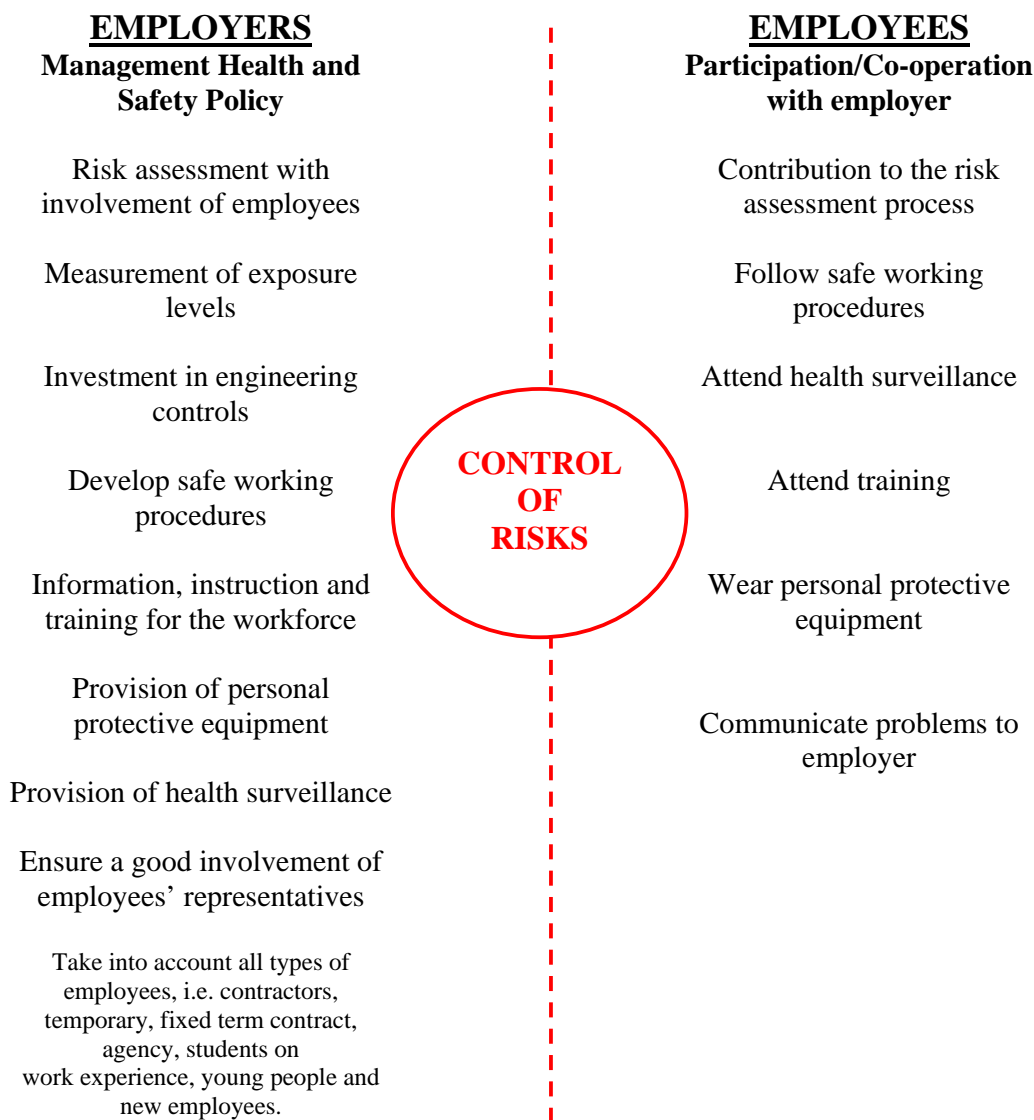 EMPLOYERS
Management Health and
Safety Policy
Risk assessment with
involvement of employees
Measurement of exposure
levels
Investment in engineering
controls
Develop safe working
procedures
Information, instruction and
training for the workforce
Provision of personal
protective equipment
Provision of health surveillance
Ensure a good involvement of
employees’ representatives
Take into account all types of
employees, i.e. contractors,
temporary, fixed term contract,
agency, students on
work experience, young people and
new employees.
CONTROL
OF
RISKS
EMPLOYEES
Participation/Co-operation
with employer
Contribution to the risk
assessment process
Follow safe working
procedures
Attend health surveillance
Attend training
Wear personal protective
equipment
Communicate problems to
employer